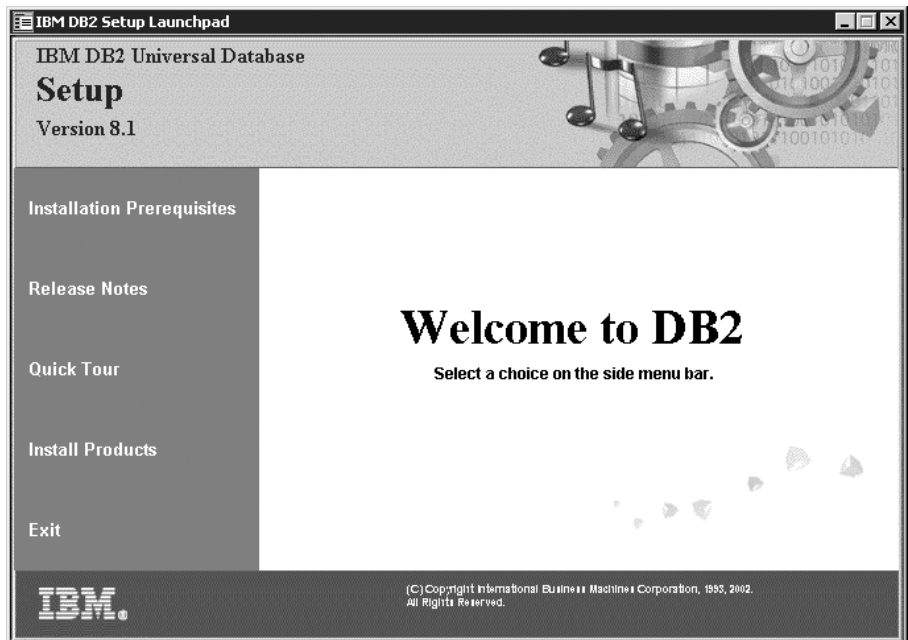 IBM DB2 Setup Launchpad
IBM DB2 Universal Database
Setup
Version 8.1
Installation Prerequisites
Release Notes
Quick Tour
Install Products
Exit
Welcome to DB2
Select a choice on the side menu bar.
IBM
(C) Copyright International Business Machines Corporation, 1993, 2002.
All Rights Reserved.